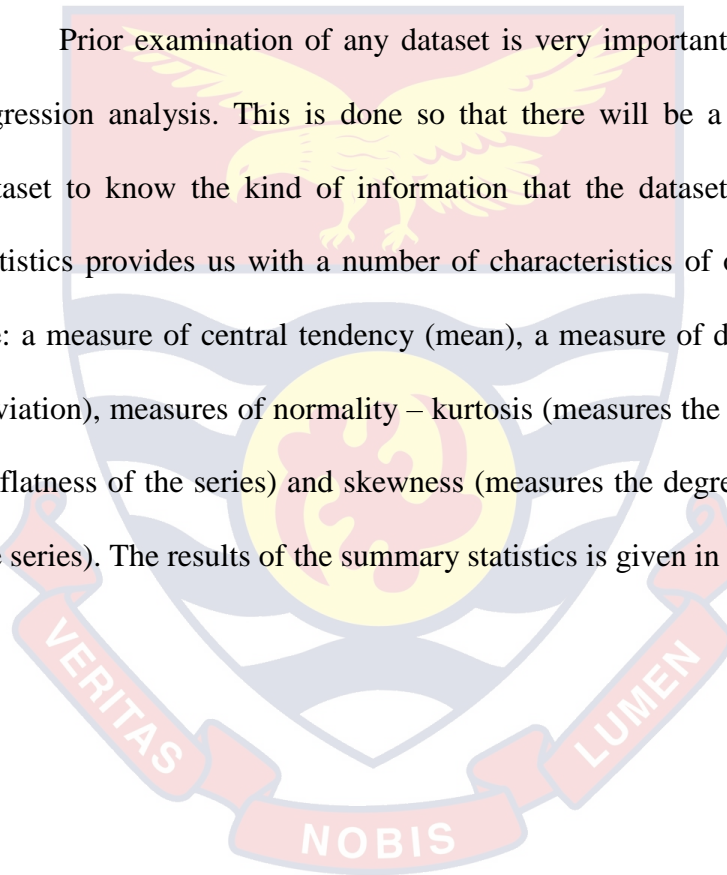 Prior examination of any dataset is very important
gression analysis. This is done so that there will be a
taset to know the kind of information that the dataset
tistics provides us with a number of characteristics of
e: a measure of central tendency (mean), a measure of
viation), measures of normality – kurtosis (measures the
flatness of the series) and skewness (measures the
e series). The results of the summary statistics is given in
VERITAS
NOBIS
LUMEN